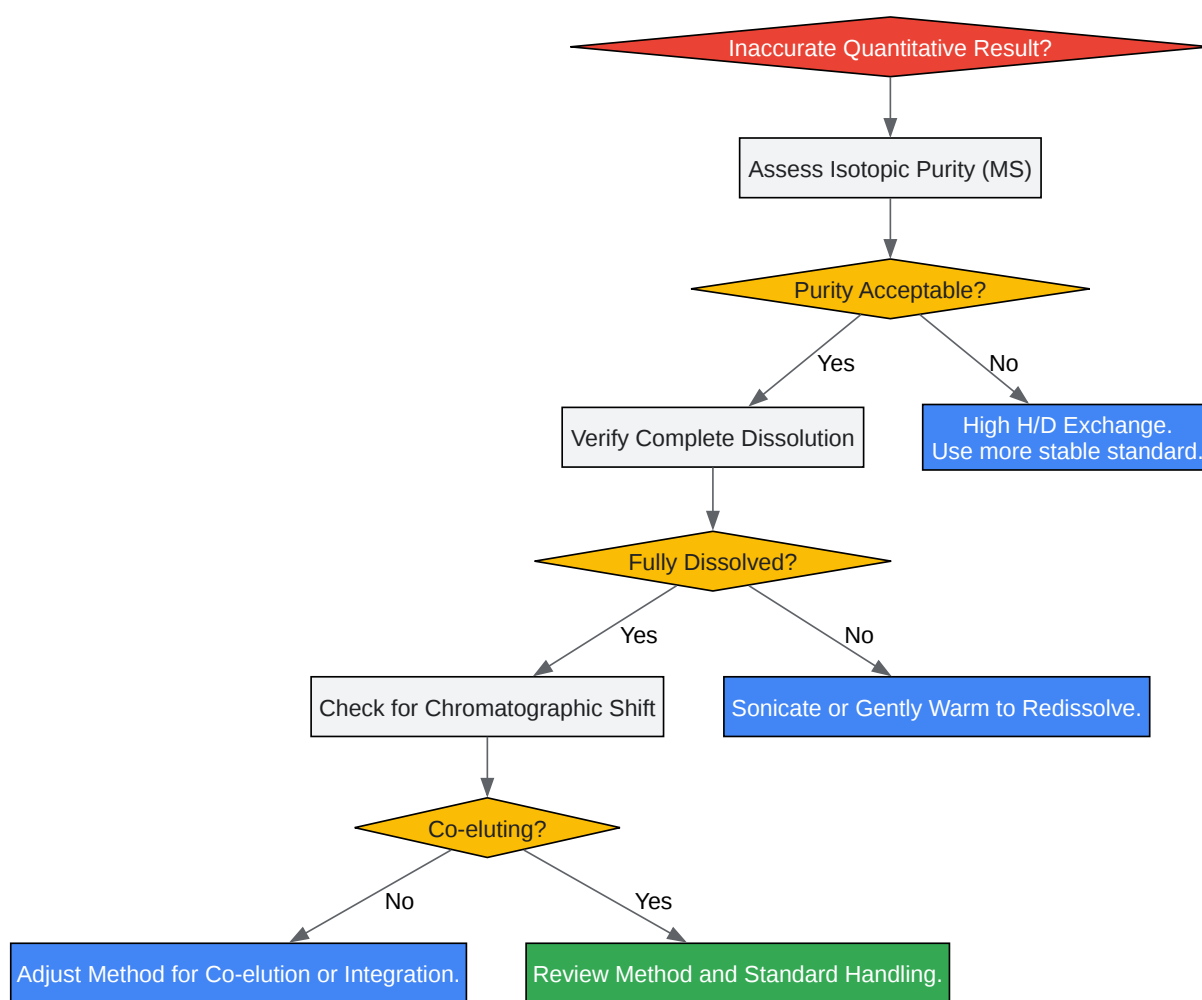 Inaccurate Quantitative Result?
Assess Isotopic Purity (MS)
Purity Acceptable?
Yes
No
Verify Complete Dissolution
High H/D Exchange.
Use more stable standard.
Fully Dissolved?
Yes
No
Check for Chromatographic Shift
Sonicate or Gently Warm to Redissolve.
Co-eluting?
No
Yes
Adjust Method for Co-elution or Integration.
Review Method and Standard Handling.